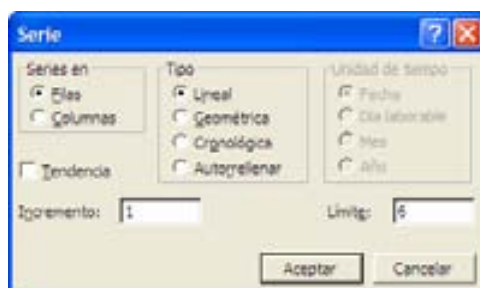 Serie
Series en
Filas
Columnas
Tendencia
Tipo
Lineal
Geométrica
Cronológica
Autorrellenar
Unidad de tiempo
Fecha
Día laborable
Mes
Año
Incremento: 1
Límite: 6
Aceptar
Cancelar